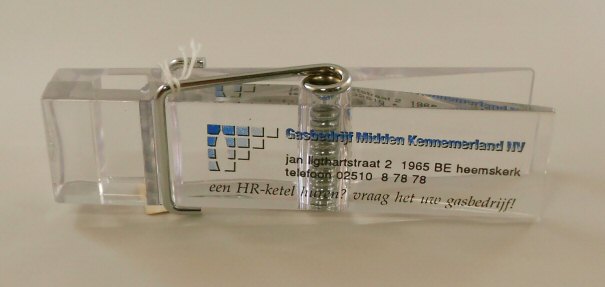 Gasbedrijf Midden Kennemerland NV
jan ligthartstraat 2 1965 BE heemskerk
telefoon 02510 8 78 78
een HR-ketel huren? vraag het uw gasbedrijf!